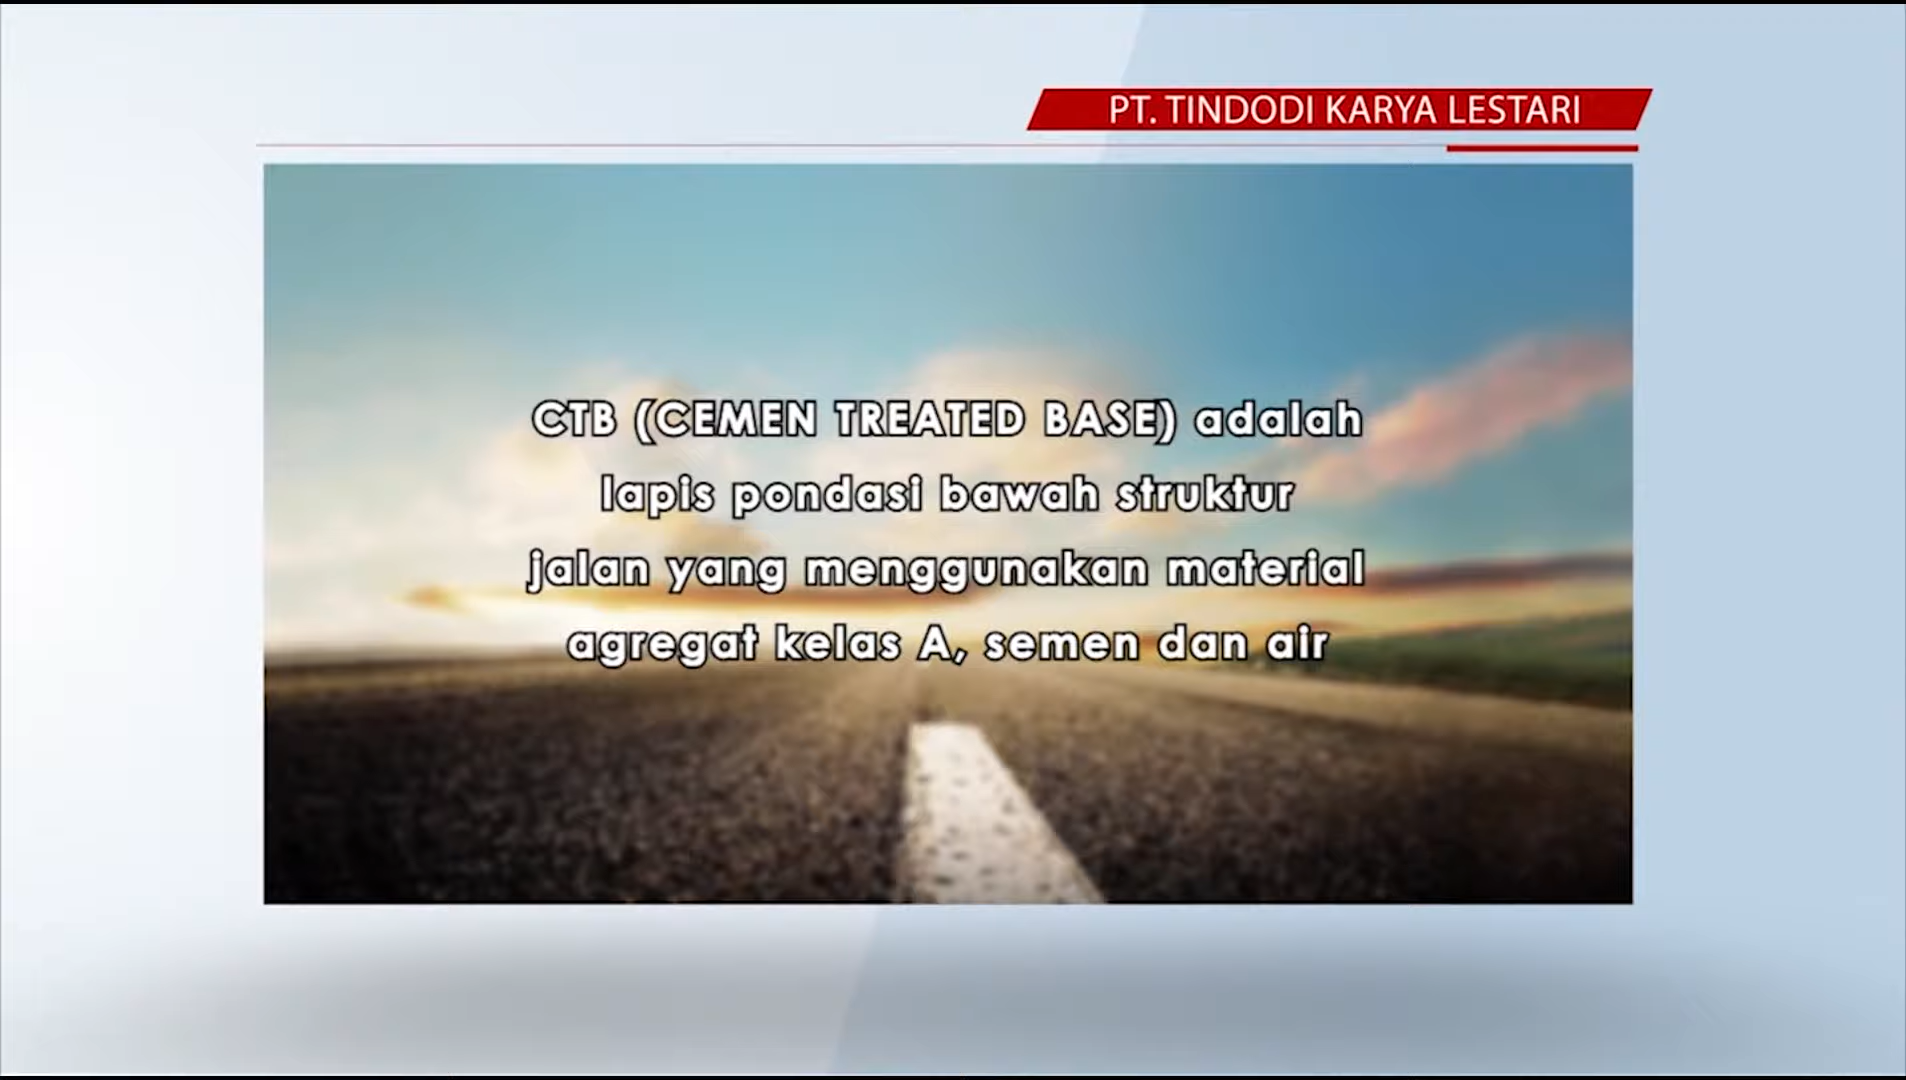 PT. TINDODI KARYA LESTARI
CTB (CEMEN TREATED BASE) adalah
lapis pondasi bawah struktur
jalan yang menggunakan material
agregat kelas A, semen dan air